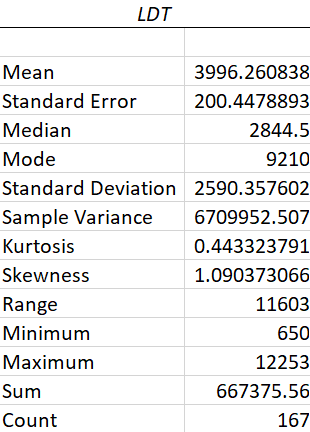 LDT
Mean 3996.260838
Standard Error 200.4478893
Median 2844.5
Mode 9210
Standard Deviation 2590.357602
Sample Variance 6709952.507
Kurtosis 0.443323791
Skewness 1.090373066
Range 11603
Minimum 650
Maximum 12253
Sum 667375.56
Count 167